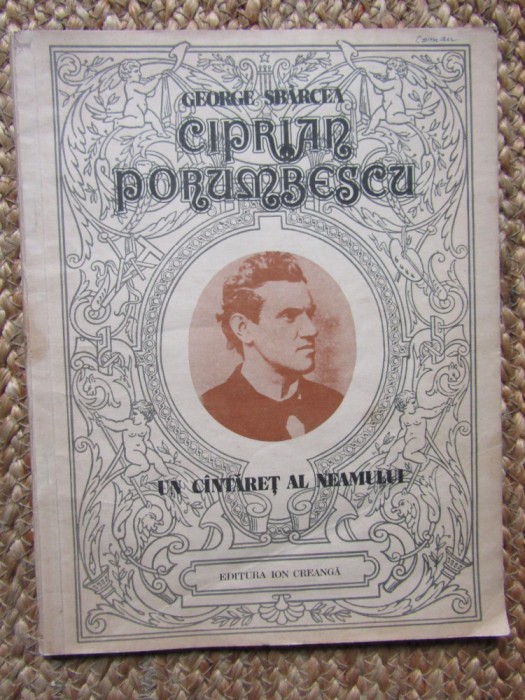 GEORGE SBÂRCEA
CIPRIAN
PORUMBESCU
UN CÎNTĂREȚ AL NEAMULUI
EDITURA ION CREANGĂ